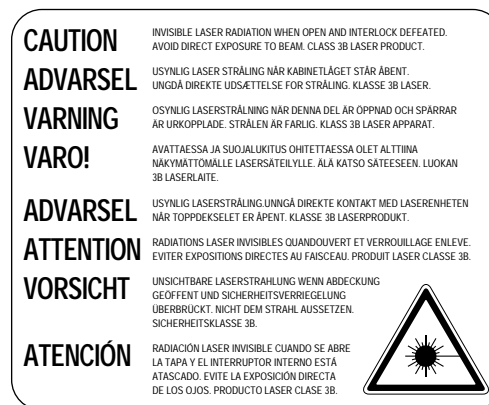 CAUTION
INVISIBLE LASER RADIATION WHEN OPEN AND INTERLOCK DEFEATED.
AVOID DIRECT EXPOSURE TO BEAM. CLASS 3B LASER PRODUCT.
ADVARSEL
USYNLIG LASER STRÅLING NÅR KABINETLÅGET STÅR ÅBENT.
UNGDÅ DIREKTE UDSÆTTELSE FOR STRÅLING. KLASSE 3B LASER.
VARNING
OSYNLIG LASERSTRÅLNING NÄR DENNA DEL ÄR ÖPPNAD OCH SPÄRRAR
ÄR URKOPPLADE. STRÅLEN ÄR FARLIG. KLASS 3B LASER APPARAT.
VARO!
AVATTAESSA JA SUOJALUKITUS OHITETTAESSA OLET ALTTIINA
NÄKYMÄTTÖMÄLLE LASERSÄTEILYLLE. ÄLÄ KATSO SÄTEESEEN. LUOKAN
3B LASERLAITE.
ADVARSEL
USYNLIG LASERSTRÅLING.UNNGÅ DIREKTE KONTAKT MED LASERENHETEN
NÅR TOPPDEKSELET ER ÅPENT. KLASSE 3B LASERPRODUKT.
ATTENTION
RADIATIONS LASER INVISIBLES QUANDOUVERT ET VERROUILLAGE ENLEVE.
EVITER EXPOSITIONS DIRECTES AU FAISCEAU. PRODUIT LASER CLASSE 3B.
VORSICHT
UNSICHTBARE LASERSTRAHLUNG WENN ABDECKUNG
GEÖFFENT UND SICHERHEITSVERRIEGELUNG
ÜBERBRÜCKT. NICHT DEM STRAHL AUSSETZEN.
SICHERHEITSKLASSE 3B.
ATENCIÓN
RADIACIÓN LASER INVISIBLE CUANDO SE ABRE
LA TAPA Y EL INTERRUPTOR INTERNO ESTÁ
ATASCADO. EVITE LA EXPOSICIÓN DIRECTA
DE LOS OJOS. PRODUCTO LASER CLASE 3B.